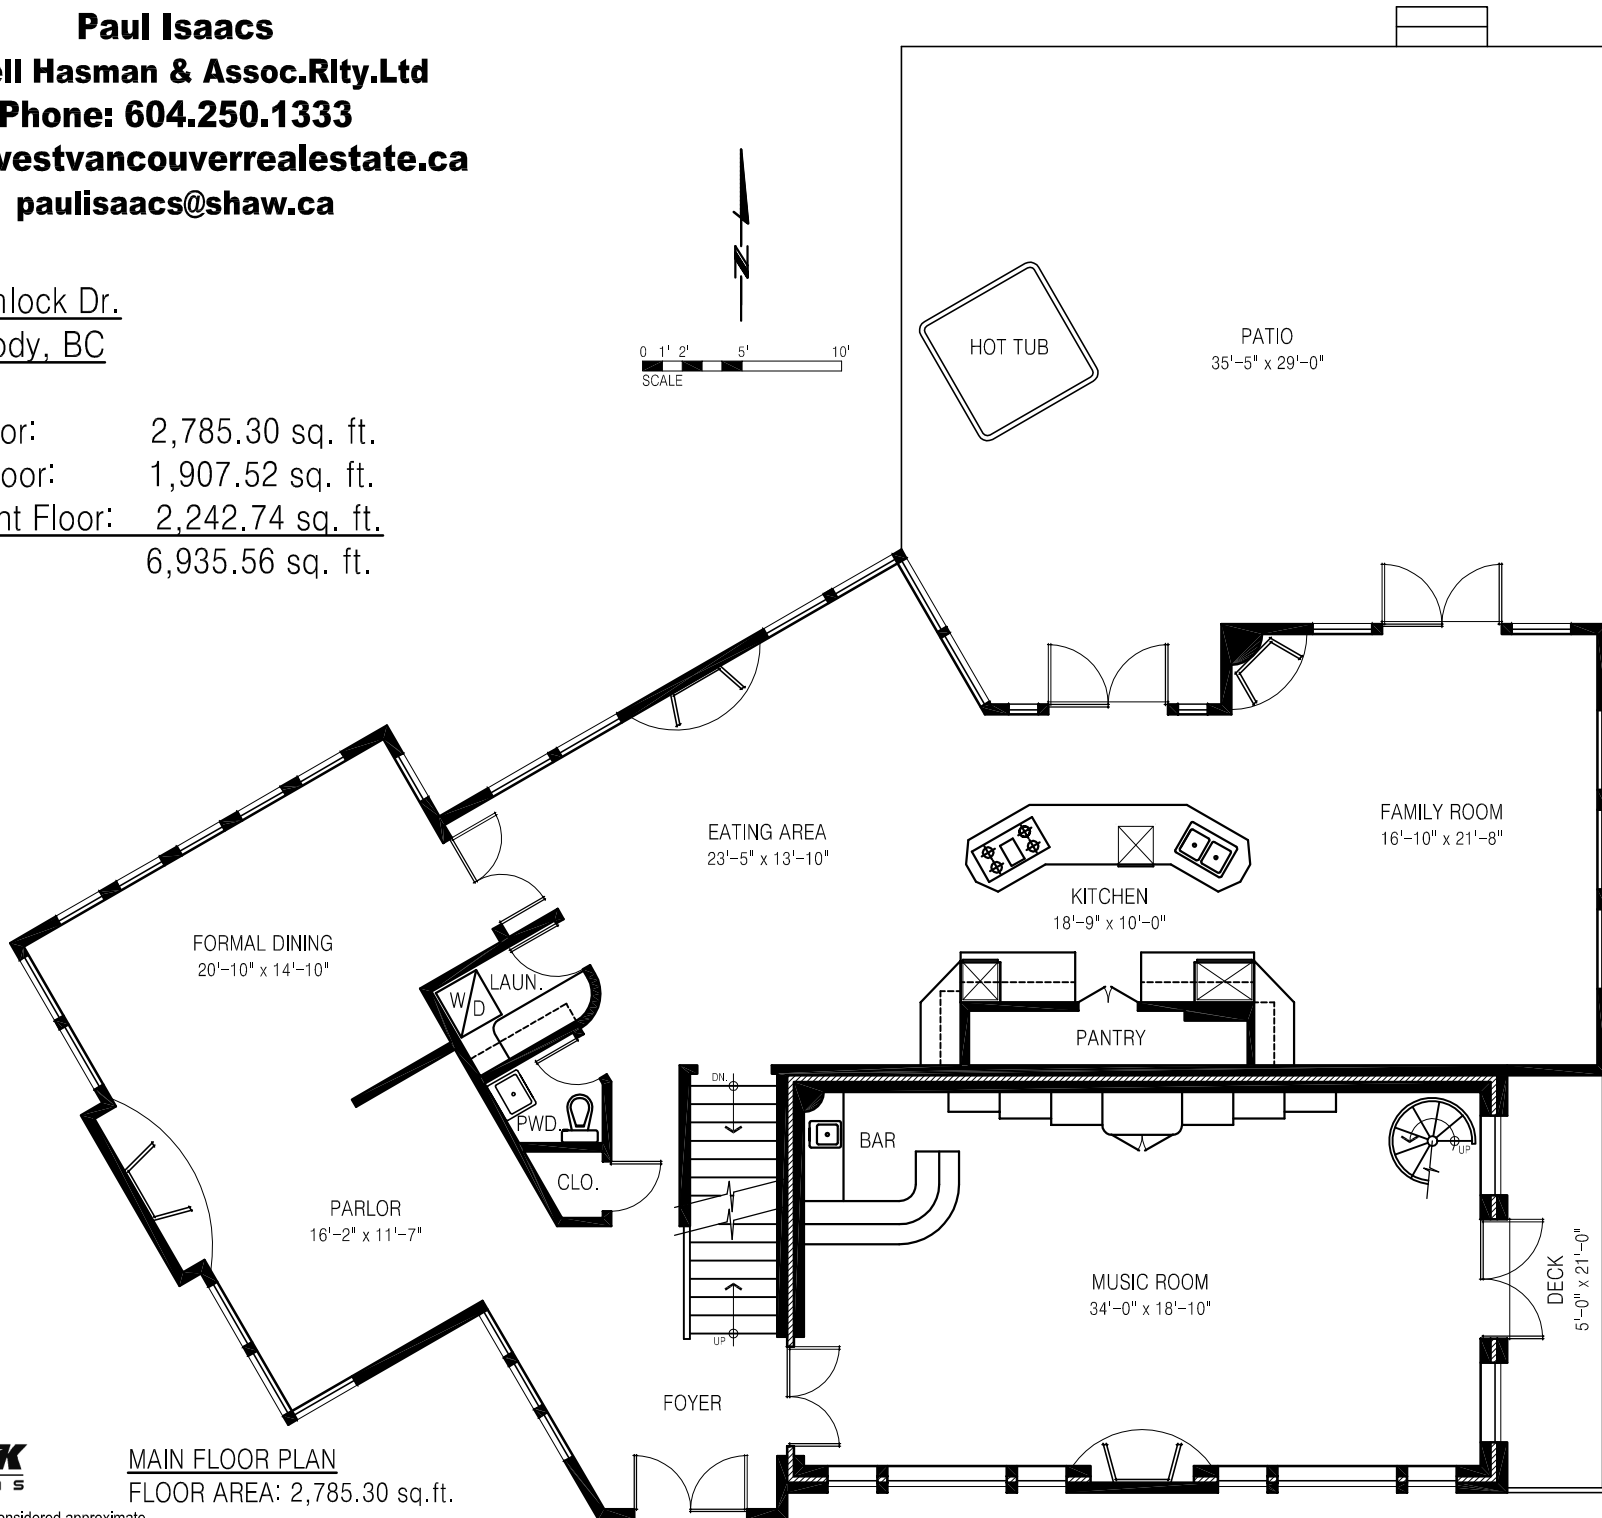 Paul Isaacs
ell Hasman & Assoc.Rlty.Ltd
Phone: 604.250.1333
vestvancouverrealestate.ca
paulisaacs@shaw.ca
nlock Dr.
ody, BC
or: 2,785.30 sq. ft.
oor: 1,907.52 sq. ft.
nt Floor: 2,242.74 sq. ft.
6,935.56 sq. ft.
N
0 1' 2' 5' 10'
SCALE
HOT TUB
PATIO
35'-5" x 29'-0"
EATING AREA
23'-5" x 13'-10"
FAMILY ROOM
16'-10" x 21'-8"
KITCHEN
18'-9" x 10'-0"
FORMAL DINING
20'-10" x 14'-10"
LAUN.
W/D
PANTRY
DN.
PWD.
BAR
UP
CLO.
PARLOR
16'-2" x 11'-7"
MUSIC ROOM
34'-0" x 18'-10"
DECK
5'-0" x 21'-0"
UP
FOYER
MAIN FLOOR PLAN
FLOOR AREA: 2,785.30 sq.ft.
K
n s
onsidered approximate